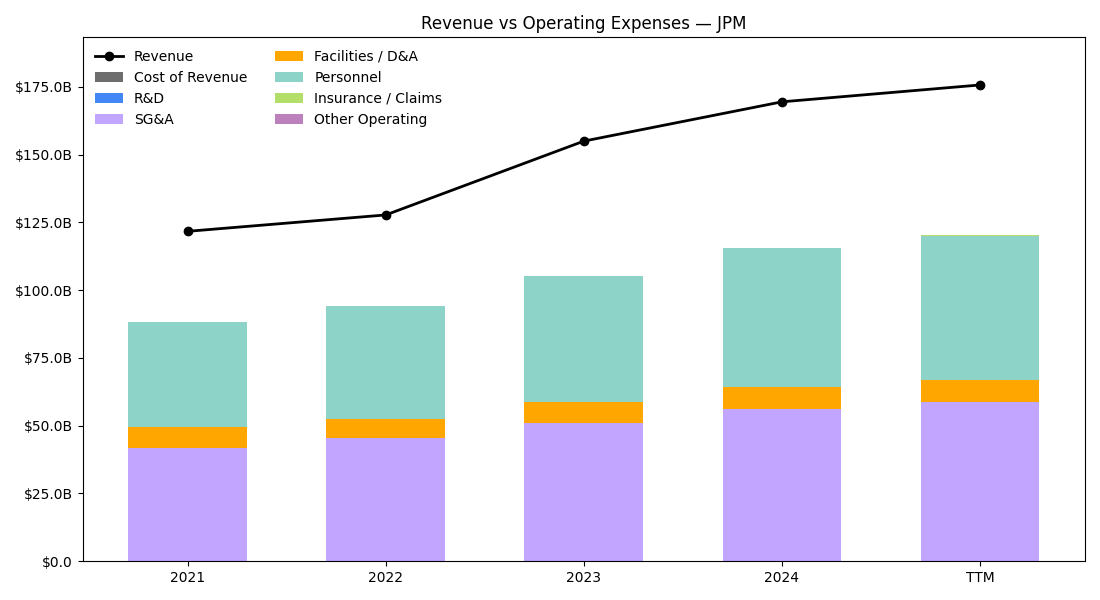 Revenue vs Operating Expenses — JPM
Revenue
Cost of Revenue
R&D
SG&A
Facilities / D&A
Personnel
Insurance / Claims
Other Operating
$175.0B
$150.0B
$125.0B
$100.0B
$75.0B
$50.0B
$25.0B
$0.0
2021 2022 2023 2024 TTM